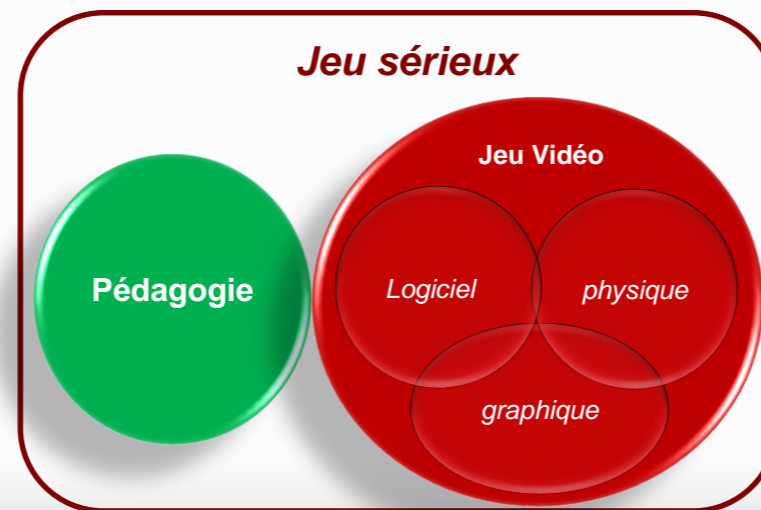 Jeu sérieux
Jeu Vidéo
Pédagogie
Logiciel
physique
graphique